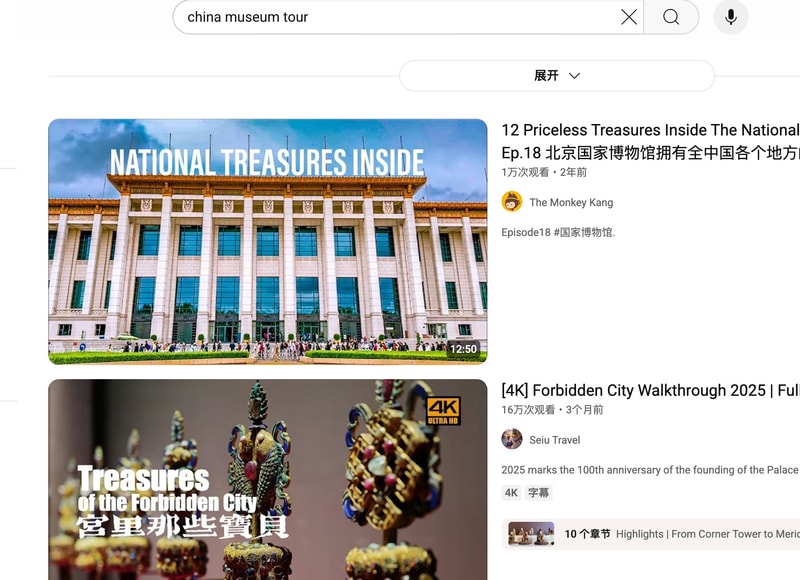 china museum tour
展开
NATIONAL TREASURES INSIDE
12:50
12 Priceless Treasures Inside The National
Ep.18 北京国家博物馆拥有全中国各个地方
1万次观看・2年前
The Monkey Kang
Episode18 #国家博物馆.
4K
ULTRA HD
Treasures
of the Forbidden City
宮里那些寶貝
[4K] Forbidden City Walkthrough 2025 | Full
16万次观看・3个月前
Seiu Travel
2025 marks the 100th anniversary of the founding of the Palace
4K 字幕
10 个章节 Highlights | From Corner Tower to Meric